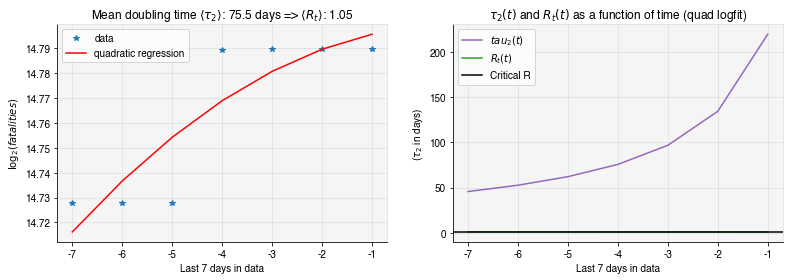 Mean doubling time ⟨τ₂⟩: 75.5 days => ⟨Rₜ⟩: 1.05
data
quadratic regression
log₂(fatalities)
14.79
14.78
14.77
14.76
14.75
14.74
14.73
14.72
-7 -6 -5 -4 -3 -2 -1
Last 7 days in data
τ₂(t) and Rₜ(t) as a function of time (quad logfit)
tau₂(t)
Rₜ(t)
Critical R
(τ₂ in days)
200
150
100
50
0
-7 -6 -5 -4 -3 -2 -1
Last 7 days in data